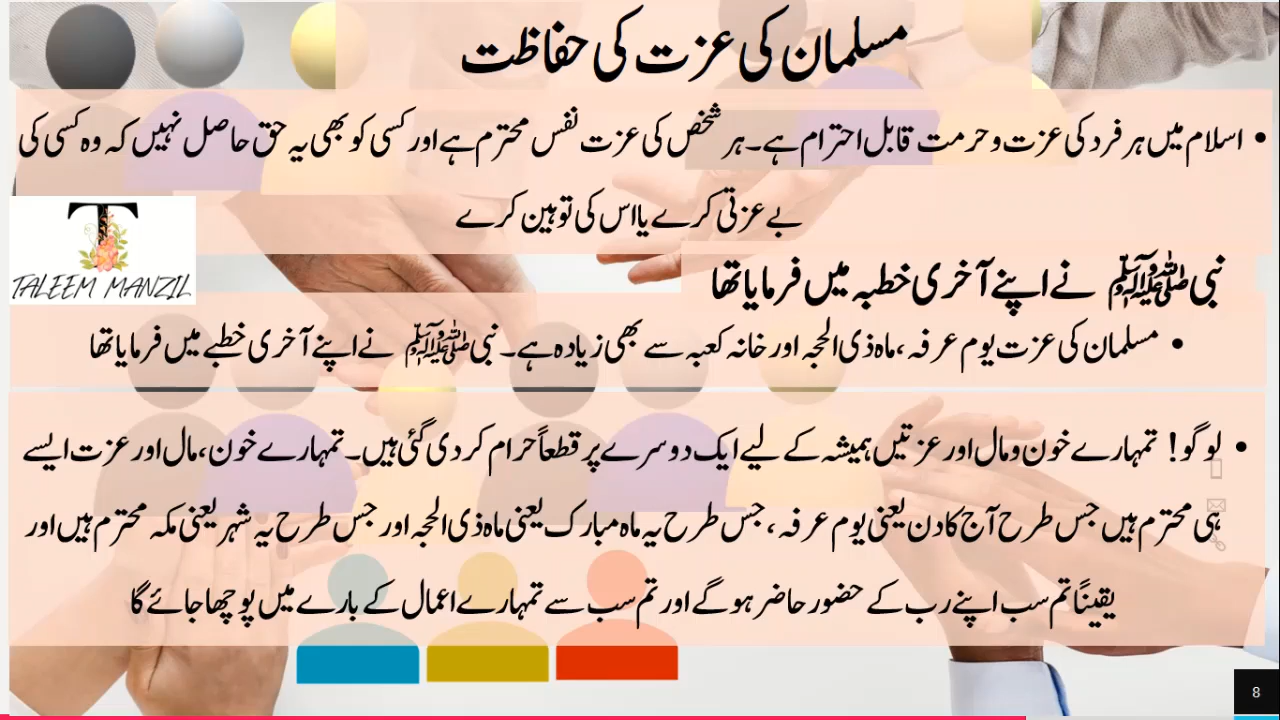 مسلمان کی عزت کی حفاظت
• اسلام میں ہر فرد کی عزت و حرمت قابل احترام ہے۔ ہر شخص کی عزت نفس محترم ہے اور کسی کو بھی یہ حق حاصل نہیں کہ وہ کسی کی
بے عزتی کرے یا اس کی توہین کرے
TALEEM MANZIL
نبی ﷺ نے اپنے آخری خطبہ میں فرمایا تھا
• مسلمان کی عزت یوم عرفہ، ماہ ذی الحجہ اور خانہ کعبہ سے بھی زیادہ ہے۔ نبی ﷺ نے اپنے آخری خطبے میں فرمایا تھا
• لوگو! تمہارے خون و مال اور عزتیں ہمیشہ کے لیے ایک دوسرے پر قطعاً حرام کر دی گئی ہیں۔ تمہارے خون، مال اور عزت ایسے
ہی محترم ہیں جس طرح آج کا دن یعنی یوم عرفہ، جس طرح یہ ماہ مبارک یعنی ماہ ذی الحجہ اور جس طرح یہ شہر یعنی مکہ محترم ہیں اور
یقیناً تم سب اپنے رب کے حضور حاضر ہو گے اور تم سب سے تمہارے اعمال کے بارے میں پوچھا جائے گا
8